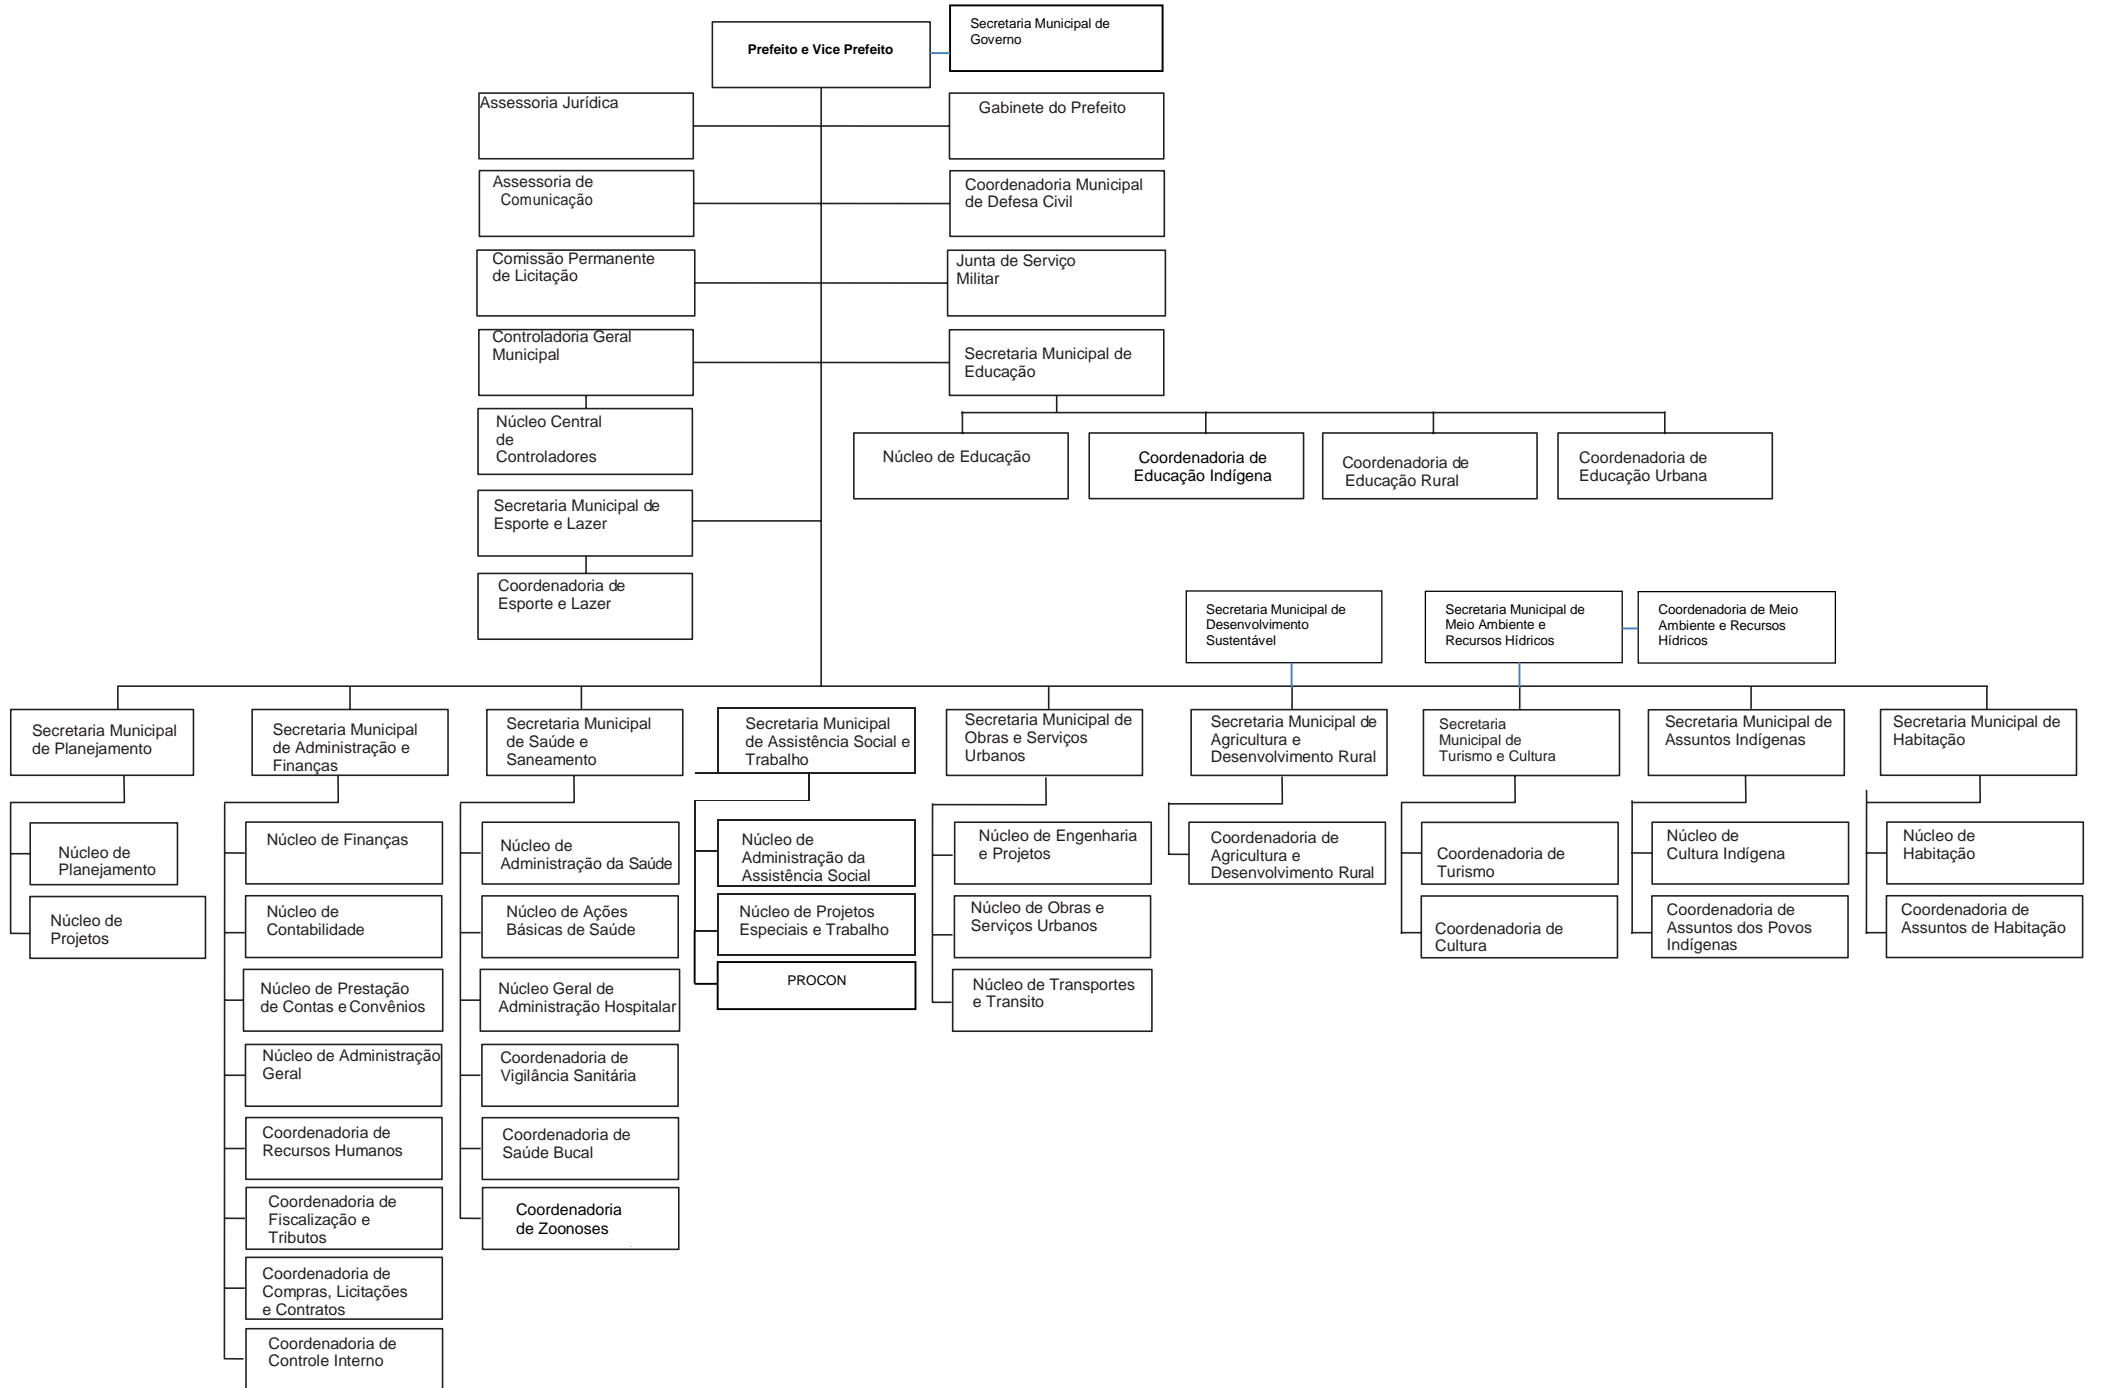 Prefeito e Vice Prefeito
Secretaria Municipal de
Governo
Assessoria Jurídica
Gabinete do Prefeito
Assessoria de
Comunicação
Coordenadoria Municipal
de Defesa Civil
Comissão Permanente
de Licitação
Junta de Serviço
Militar
Controladoria Geral
Municipal
Secretaria Municipal de
Educação
Núcleo Central
de
Controladores
Núcleo de Educação
Coordenadoria de
Educação Indígena
Coordenadoria de
Educação Rural
Coordenadoria de
Educação Urbana
Secretaria Municipal de
Esporte e Lazer
Coordenadoria de
Esporte e Lazer
Secretaria Municipal de
Desenvolvimento
Sustentável
Secretaria Municipal de
Meio Ambiente e
Recursos Hídricos
Coordenadoria de Meio
Ambiente e Recursos
Hídricos
Secretaria Municipal
de Planejamento
Secretaria Municipal
de Administração e
Finanças
Secretaria Municipal
de Saúde e
Saneamento
Secretaria Municipal
de Assistência Social e
Trabalho
Secretaria Municipal de
Obras e Serviços
Urbanos
Secretaria Municipal de
Agricultura e
Desenvolvimento Rural
Secretaria
Municipal de
Turismo e Cultura
Secretaria Municipal de
Assuntos Indígenas
Secretaria Municipal de
Habitação
Núcleo de
Planejamento
Núcleo de
Projetos
Núcleo de Finanças
Núcleo de
Contabilidade
Núcleo de Prestação
de Contas e Convênios
Núcleo de Administração
Geral
Coordenadoria de
Recursos Humanos
Coordenadoria de
Fiscalização e
Tributos
Coordenadoria de
Compras, Licitações
e Contratos
Coordenadoria de
Controle Interno
Núcleo de
Administração da Saúde
Núcleo de Ações
Básicas de Saúde
Núcleo Geral de
Administração Hospitalar
Coordenadoria de
Vigilância Sanitária
Coordenadoria de
Saúde Bucal
Coordenadoria
de Zoonoses
Núcleo de
Administração da
Assistência Social
Núcleo de Projetos
Especiais e Trabalho
PROCON
Núcleo de Engenharia
e Projetos
Núcleo de Obras e
Serviços Urbanos
Núcleo de Transportes
e Transito
Coordenadoria de
Agricultura e
Desenvolvimento Rural
Coordenadoria de
Turismo
Coordenadoria de
Cultura
Núcleo de
Cultura Indígena
Coordenadoria de
Assuntos dos Povos
Indígenas
Núcleo de
Habitação
Coordenadoria de
Assuntos de Habitação